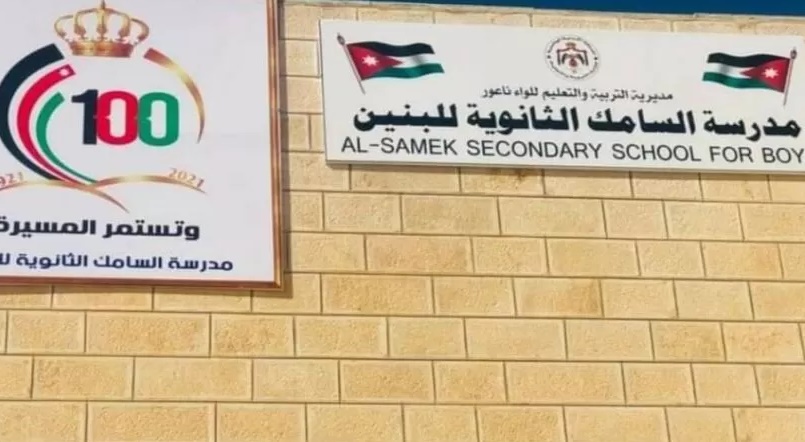 100
2021
وتستمر المسيرة
مدرسة السامك الثانوية
مديرية التربية والتعليم للواء ناعور
مدرسة السامك الثانوية للبنين
AL-SAMEK SECONDARY SCHOOL FOR BOY